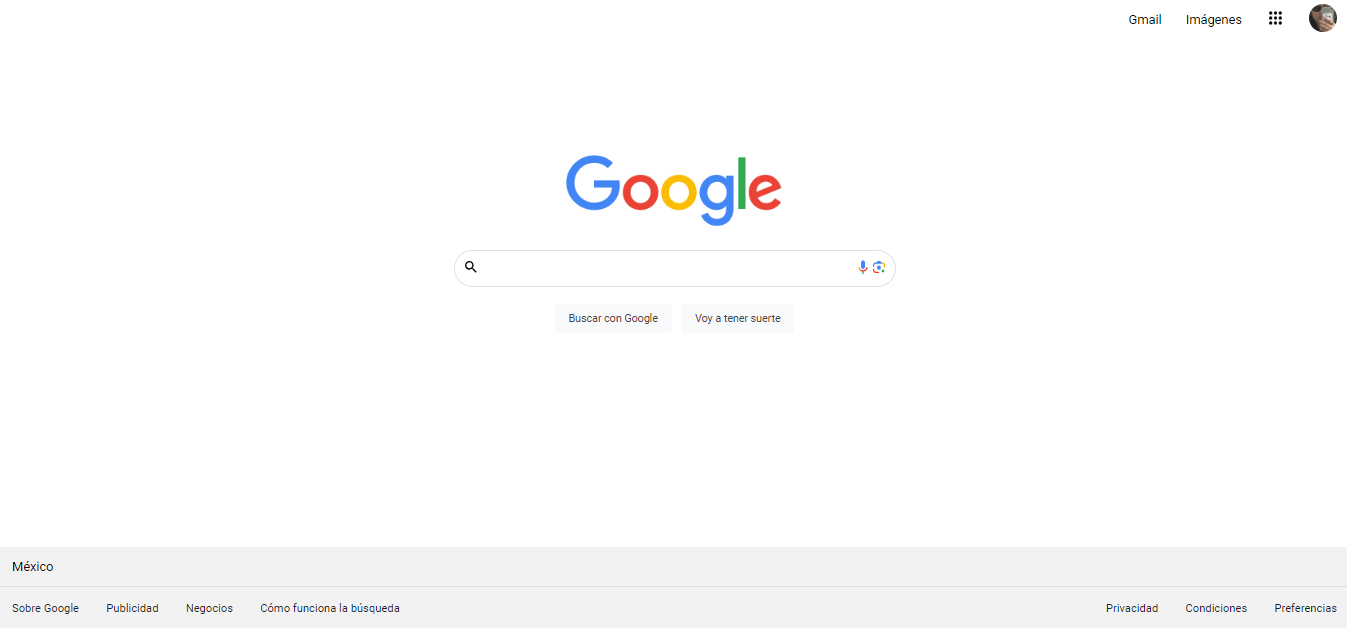 Gmail Imágenes
Google
Buscar con Google Voy a tener suerte
México
Sobre Google Publicidad Negocios Cómo funciona la búsqueda Privacidad Condiciones Preferencias